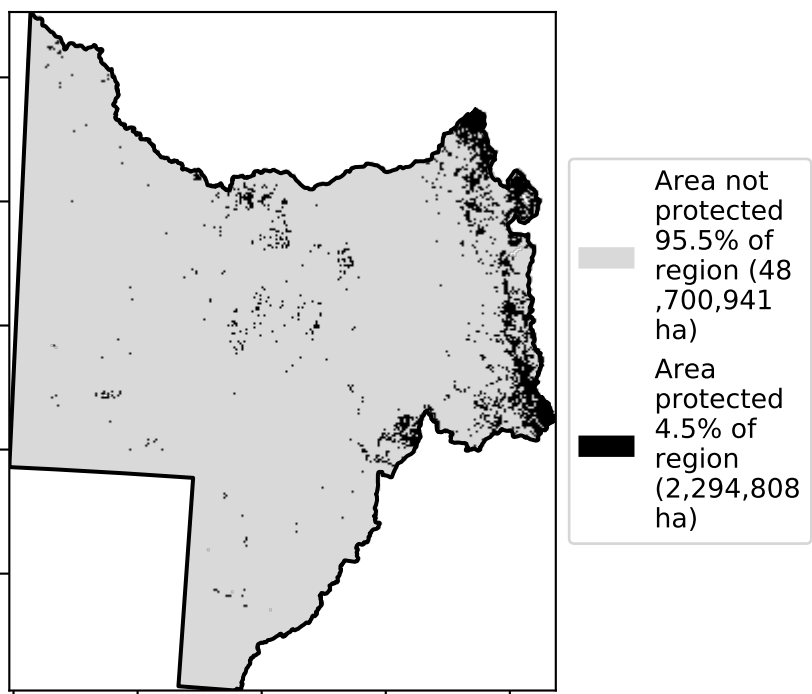 Area not
protected
95.5% of
region (48
,700,941
ha)
Area
protected
4.5% of
region
(2,294,808
ha)